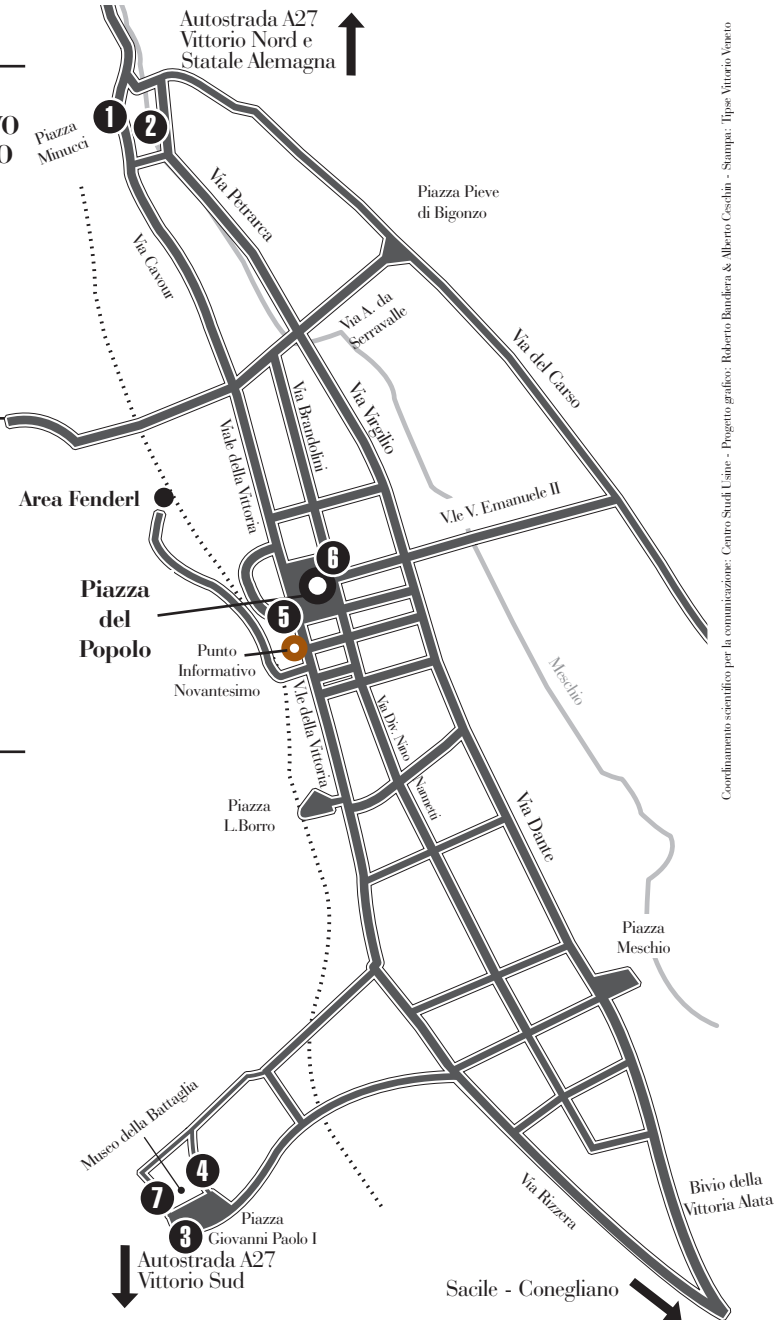 Autostrada A27
Vittorio Nord e
Statale Alemagna
VO
O
1
2
Piazza
Minucci
Via Petrarca
Piazza Pieve
di Bigonzo
Via Cavour
Via A. da
Serravalle
Via del Carso
Via Brandolini
Via Virgilio
Viale della Vittoria
Area Fenderl
V.le V. Emanuele II
6
Piazza
del
Popolo
5
Punto
Informativo
Novantesimo
Meschio
V.le della Vittoria
Via Div. Nino
Nannetti
Piazza
L.Borro
Via Dante
Piazza
Meschio
Museo della Battaglia
4
7
3
Piazza
Giovanni Paolo I
Via Rizzera
Bivio della
Vittoria Alata
Autostrada A27
Vittorio Sud
Sacile - Conegliano
Coordinamento scientifico per la comunicazione: Centro Studi Usine - Progetto grafico: Roberto Bandiera & Alberto Ceschin - Stampa: Tipse Vittorio Veneto